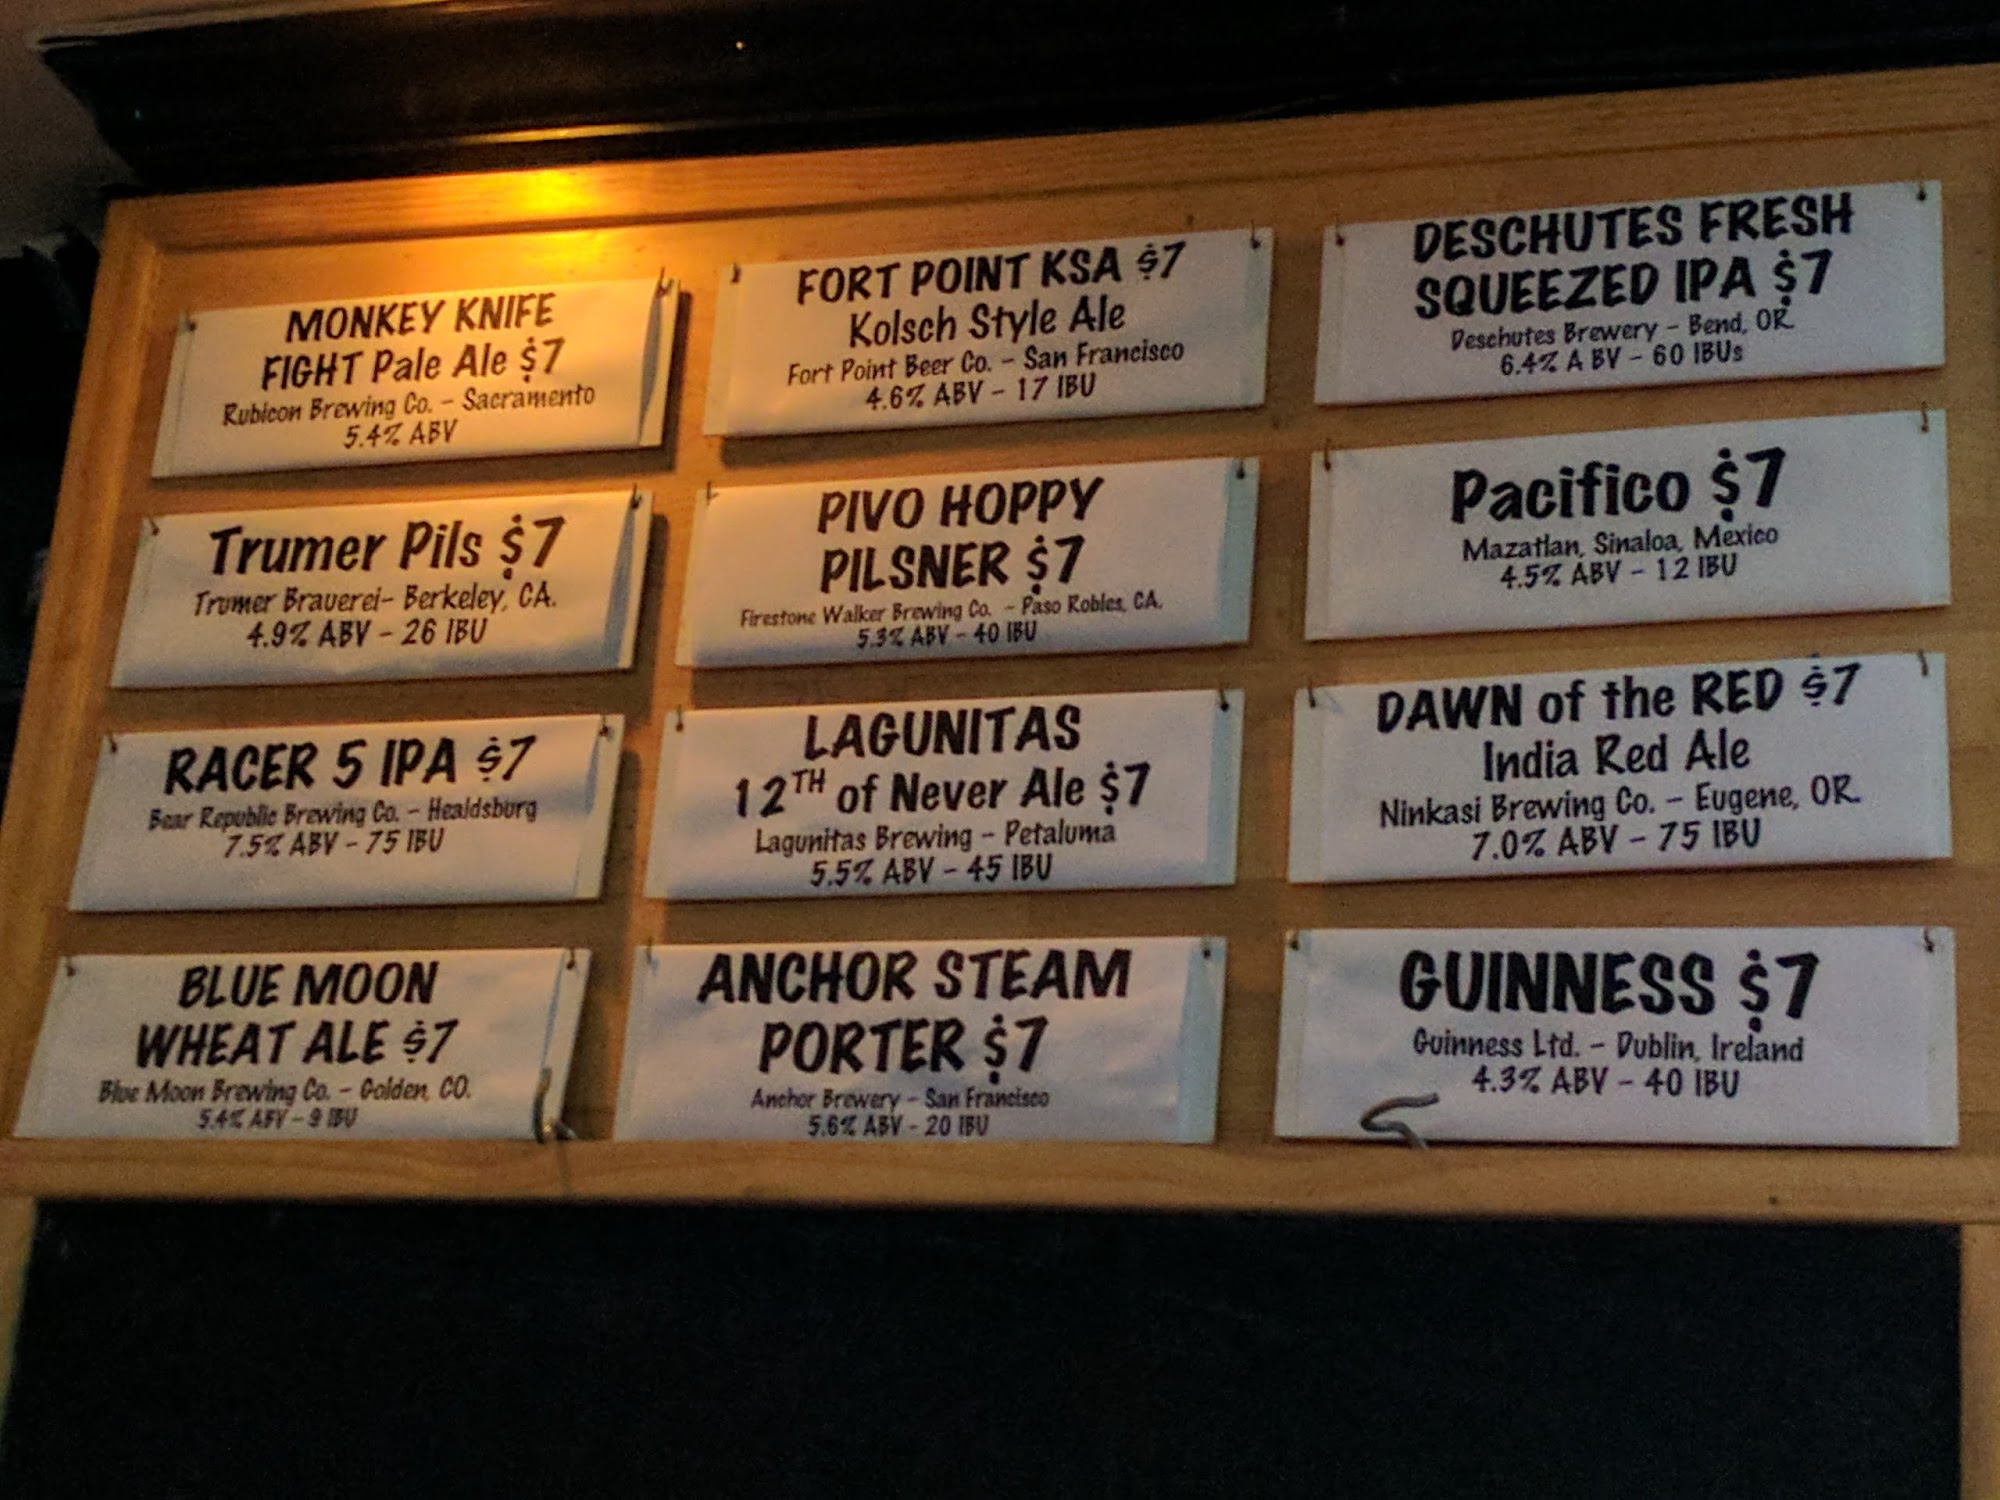 MONKEY KNIFE
FIGHT Pale Ale $7
Rubicon Brewing Co. – Sacramento
5.4% ABV
FORT POINT KSA $7
Kolsch Style Ale
Fort Point Beer Co. – San Francisco
4.6% ABV – 17 IBU
DESCHUTES FRESH
SQUEEZED IPA $7
Deschutes Brewery – Bend, OR.
6.4% A BV – 60 IBUs
Trumer Pils $7
Trumer Brauerei- Berkeley, CA.
4.9% ABV – 26 IBU
PIVO HOPPY
PILSNER $7
Firestone Walker Brewing Co. – Paso Robles, CA.
5.3% ABV – 40 IBU
Pacifico $7
Mazatlan, Sinaloa, Mexico
4.5% ABV – 12 IBU
RACER 5 IPA $7
Bear Republic Brewing Co. – Healdsburg
7.5% ABV – 75 IBU
LAGUNITAS
12TH of Never Ale $7
Lagunitas Brewing – Petaluma
5.5% ABV – 45 IBU
DAWN of the RED $7
India Red Ale
Ninkasi Brewing Co. – Eugene, OR.
7.0% ABV – 75 IBU
BLUE MOON
WHEAT ALE $7
Blue Moon Brewing Co. – Golden, CO.
5.4% ABV – 9 IBU
ANCHOR STEAM
PORTER $7
Anchor Brewery – San Francisco
5.6% ABV – 20 IBU
GUINNESS $7
Guinness Ltd. – Dublin, Ireland
4.3% ABV – 40 IBU